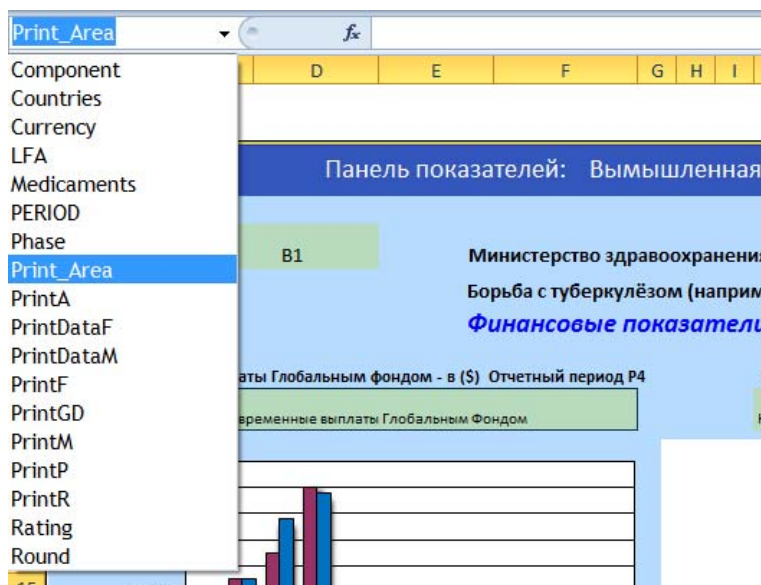 Print_Area
fx
Component
Countries
Currency
LFA
Medicaments
PERIOD
Phase
Print_Area
PrintA
PrintDataF
PrintDataM
PrintF
PrintGD
PrintM
PrintP
PrintR
Rating
Round
D E F G H I
Панель показателей: Вымышленная
B1
Министерство здравоохранения
Борьба с туберкулёзом (наприм
Финансовые показатели
аты Глобальным фондом - в ($) Отчетный период P4
временные выплаты Глобальным Фондом